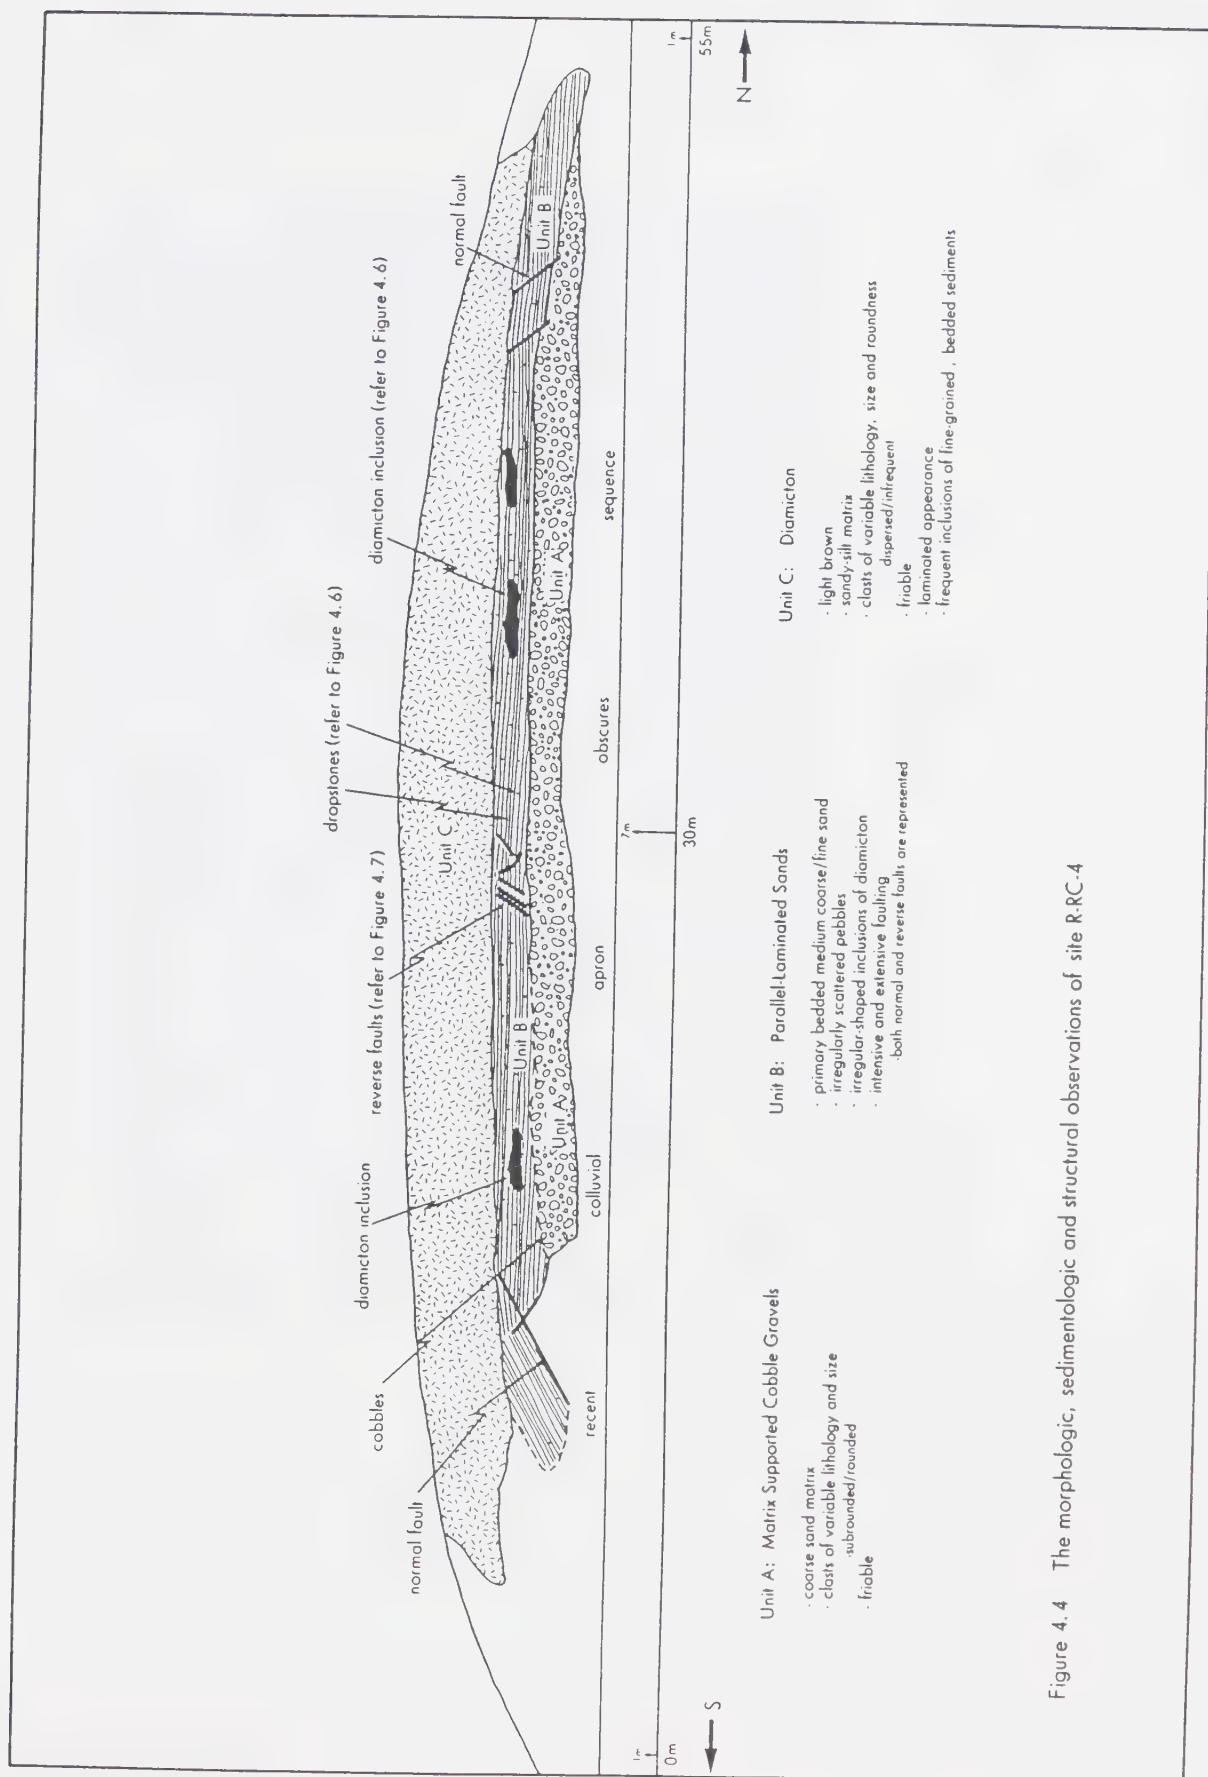 dropstones (refer to Figure 4.6)
reverse faults (refer to Figure 4.7)
diamicton inclusion (refer to Figure 4.6)
diamicton inclusion
cobbles
normal fault
normal fault
Unit C
Unit B
Unit B
Unit A
Unit A
recent colluvial apron obscures sequence
1m 7m 1m
0m 30m 55m
S N
Unit A: Matrix Supported Cobble Gravels
· coarse sand matrix
· clasts of variable lithology and size
·subrounded/rounded
· friable
Unit B: Parallel-Laminated Sands
· primary bedded medium coarse/fine sand
· irregularly scattered pebbles
· irregular-shaped inclusions of diamicton
· intensive and extensive faulting
·both normal and reverse faults are represented
Unit C: Diamicton
· light brown
· sandy-silt matrix
· clasts of variable lithology, size and roundness
dispersed/infrequent
· friable
· laminated appearance
· frequent inclusions of fine-grained, bedded sediments
Figure 4.4 The morphologic, sedimentologic and structural observations of site R-RC-4